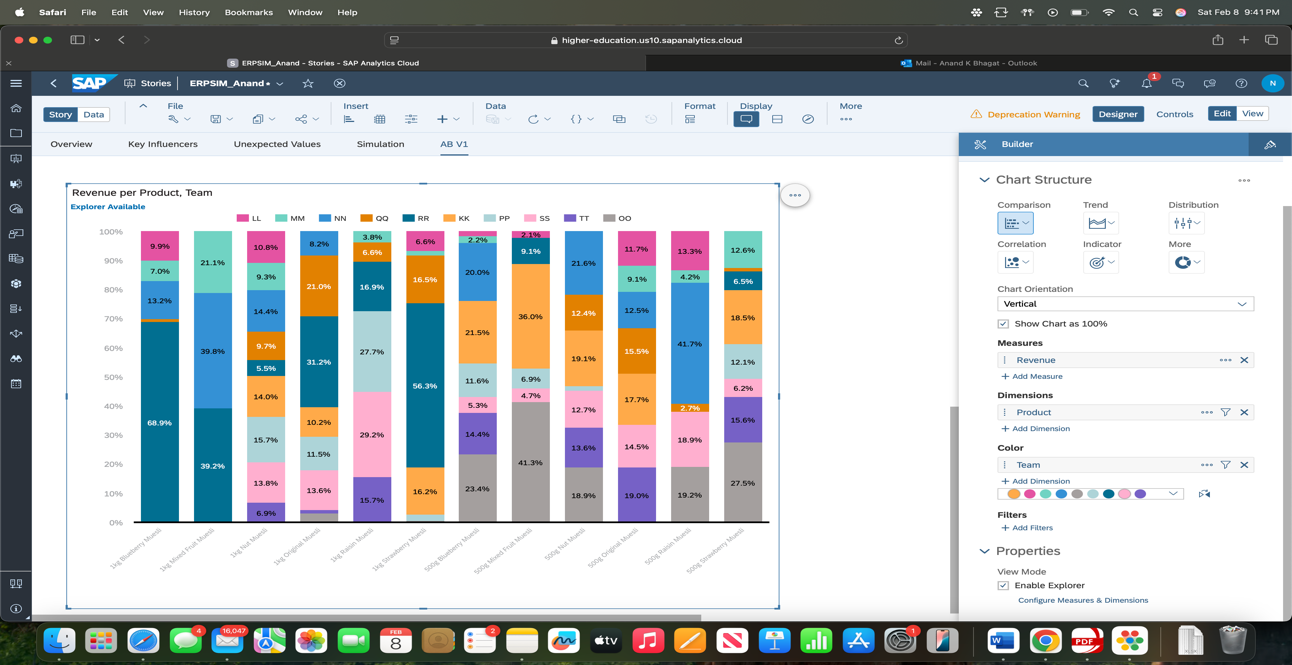 Safari File Edit View History Bookmarks Window Help
Sat Feb 8 9:41 PM
higher-education.us10.sapanalytics.cloud
S ERPSIM_Anand - Stories - SAP Analytics Cloud
Mail - Anand K Bhagat - Outlook
SAP Stories ERPSIM_Anand
1
N
Story Data
File Insert Data Format Display More
Deprecation Warning
Designer
Controls
Edit View
Overview Key Influencers Unexpected Values Simulation AB V1
Revenue per Product, Team
Explorer Available
LL MM NN QQ RR KK PP SS TT OO
100%
90%
80%
70%
60%
50%
40%
30%
20%
10%
0%
9.9%
7.0%
13.2%
68.9%
21.1%
39.8%
39.2%
10.8%
9.3%
14.4%
9.7%
5.5%
14.0%
15.7%
13.8%
6.9%
8.2%
21.0%
31.2%
10.2%
11.5%
13.6%
3.8%
6.6%
16.9%
27.7%
29.2%
15.7%
6.6%
16.5%
56.3%
16.2%
2.2%
20.0%
21.5%
11.6%
5.3%
14.4%
23.4%
2.1%
9.1%
36.0%
6.9%
4.7%
41.3%
21.6%
12.4%
19.1%
12.7%
13.6%
18.9%
11.7%
9.1%
12.5%
15.5%
17.7%
14.5%
19.0%
13.3%
4.2%
41.7%
2.7%
18.9%
19.2%
12.6%
6.5%
18.5%
12.1%
6.2%
15.6%
27.5%
1kg Blueberry Muesli
1kg Mixed Fruit Muesli
1kg Nut Muesli
1kg Original Muesli
1kg Raisin Muesli
1kg Strawberry Muesli
500g Blueberry Muesli
500g Mixed Fruit Muesli
500g Nut Muesli
500g Original Muesli
500g Raisin Muesli
500g Strawberry Muesli
Builder
Chart Structure
Comparison Trend Distribution
Correlation Indicator More
Chart Orientation
Vertical
Show Chart as 100%
Measures
Revenue
+ Add Measure
Dimensions
Product
+ Add Dimension
Color
Team
+ Add Dimension
Filters
+ Add Filters
Properties
View Mode
Enable Explorer
Configure Measures & Dimensions
4
16,047
FEB
8
2
tv
1
W
PDF